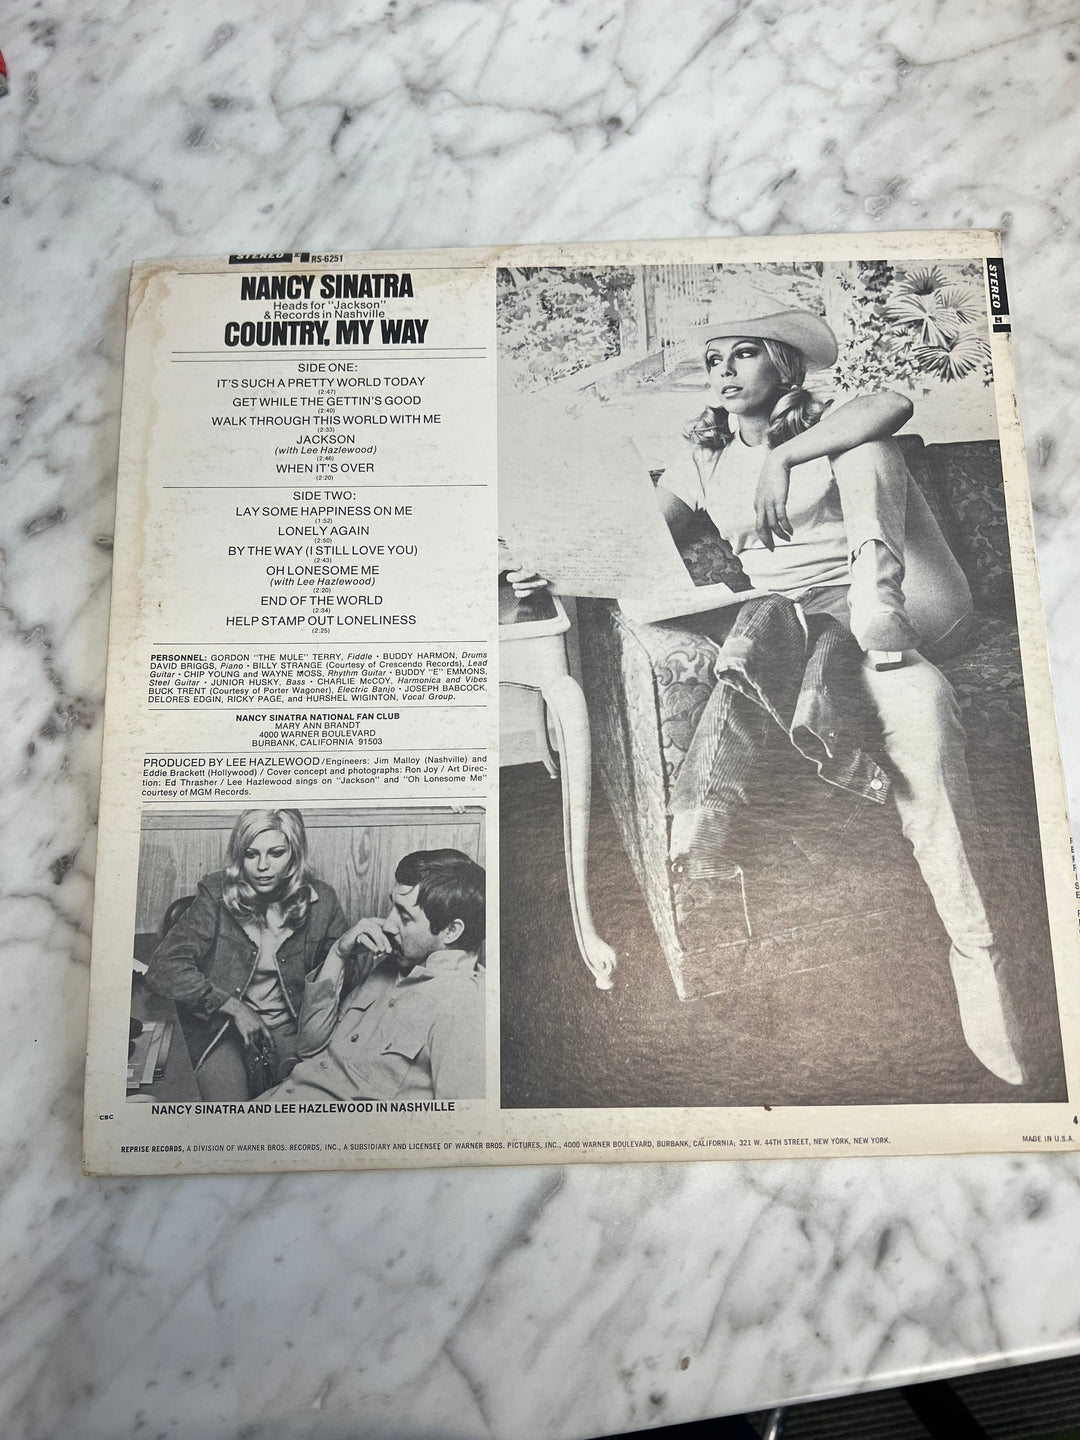 STEREO RS-6251
NANCY SINATRA
Heads for "Jackson"
& Records in Nashville
COUNTRY, MY WAY
SIDE ONE:
IT'S SUCH A PRETTY WORLD TODAY
(2:47)
GET WHILE THE GETTIN'S GOOD
(2:40)
WALK THROUGH THIS WORLD WITH ME
(2:33)
JACKSON
(with Lee Hazlewood)
(2:46)
WHEN IT'S OVER
(2:20)
SIDE TWO:
LAY SOME HAPPINESS ON ME
(1:52)
LONELY AGAIN
(2:50)
BY THE WAY (I STILL LOVE YOU)
(2:43)
OH LONESOME ME
(with Lee Hazlewood)
(2:20)
END OF THE WORLD
(2:34)
HELP STAMP OUT LONELINESS
(2:25)
PERSONNEL: GORDON "THE MULE" TERRY, Fiddle · BUDDY HARMON, Drums
DAVID BRIGGS, Piano · BILLY STRANGE (Courtesy of Crescendo Records), Lead
Guitar · CHIP YOUNG and WAYNE MOSS, Rhythm Guitar · BUDDY "E" EMMONS,
Steel Guitar · JUNIOR HUSKY, Bass · CHARLIE McCOY, Harmonica and Vibes
BUCK TRENT (Courtesy of Porter Wagoner), Electric Banjo · JOSEPH BABCOCK,
DELORES EDGIN, RICKY PAGE, and HURSHEL WIGINTON, Vocal Group.
NANCY SINATRA NATIONAL FAN CLUB
MARY ANN BRANDT
4000 WARNER BOULEVARD
BURBANK, CALIFORNIA 91503
PRODUCED BY LEE HAZLEWOOD/Engineers: Jim Malloy (Nashville) and
Eddie Brackett (Hollywood) / Cover concept and photographs: Ron Joy / Art Direc-
tion: Ed Thrasher / Lee Hazlewood sings on "Jackson" and "Oh Lonesome Me"
courtesy of MGM Records.
NANCY SINATRA AND LEE HAZLEWOOD IN NASHVILLE
CSC
REPRISE RECORDS, A DIVISION OF WARNER BROS. RECORDS, INC., A SUBSIDIARY AND LICENSEE OF WARNER BROS. PICTURES, INC., 4000 WARNER BOULEVARD, BURBANK, CALIFORNIA; 321 W. 44TH STREET, NEW YORK, NEW YORK.
MADE IN U.S.A.
4
STEREO